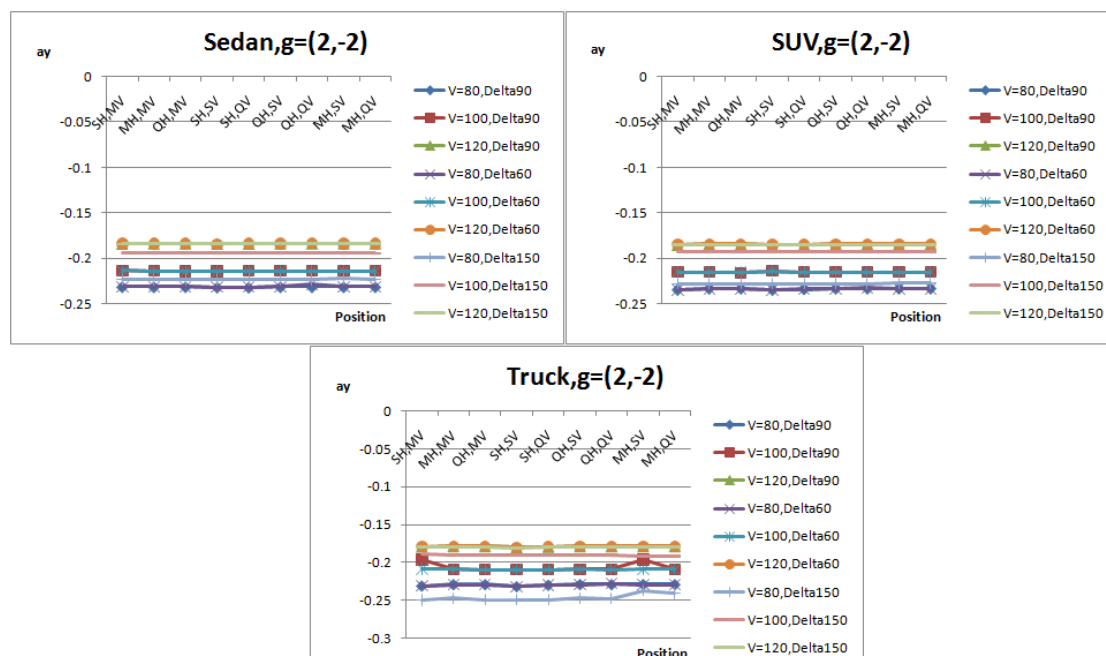 Sedan,g=(2,-2)
ay
0
-0.05
-0.1
-0.15
-0.2
-0.25
SH,MV
MH,MV
QH,MV
SH,SV
SH,QV
QH,SV
QH,QV
MH,SV
MH,QV
Position
V=80,Delta90
V=100,Delta90
V=120,Delta90
V=80,Delta60
V=100,Delta60
V=120,Delta60
V=80,Delta150
V=100,Delta150
V=120,Delta150
SUV,g=(2,-2)
ay
0
-0.05
-0.1
-0.15
-0.2
-0.25
SH,MV
MH,MV
QH,MV
SH,SV
SH,QV
QH,SV
QH,QV
MH,SV
MH,QV
Position
V=80,Delta90
V=100,Delta90
V=120,Delta90
V=80,Delta60
V=100,Delta60
V=120,Delta60
V=80,Delta150
V=100,Delta150
V=120,Delta150
Truck,g=(2,-2)
ay
0
-0.05
-0.1
-0.15
-0.2
-0.25
-0.3
SH,MV
MH,MV
QH,MV
SH,SV
SH,QV
QH,SV
QH,QV
MH,SV
MH,QV
Position
V=80,Delta90
V=100,Delta90
V=120,Delta90
V=80,Delta60
V=100,Delta60
V=120,Delta60
V=80,Delta150
V=100,Delta150
V=120,Delta150